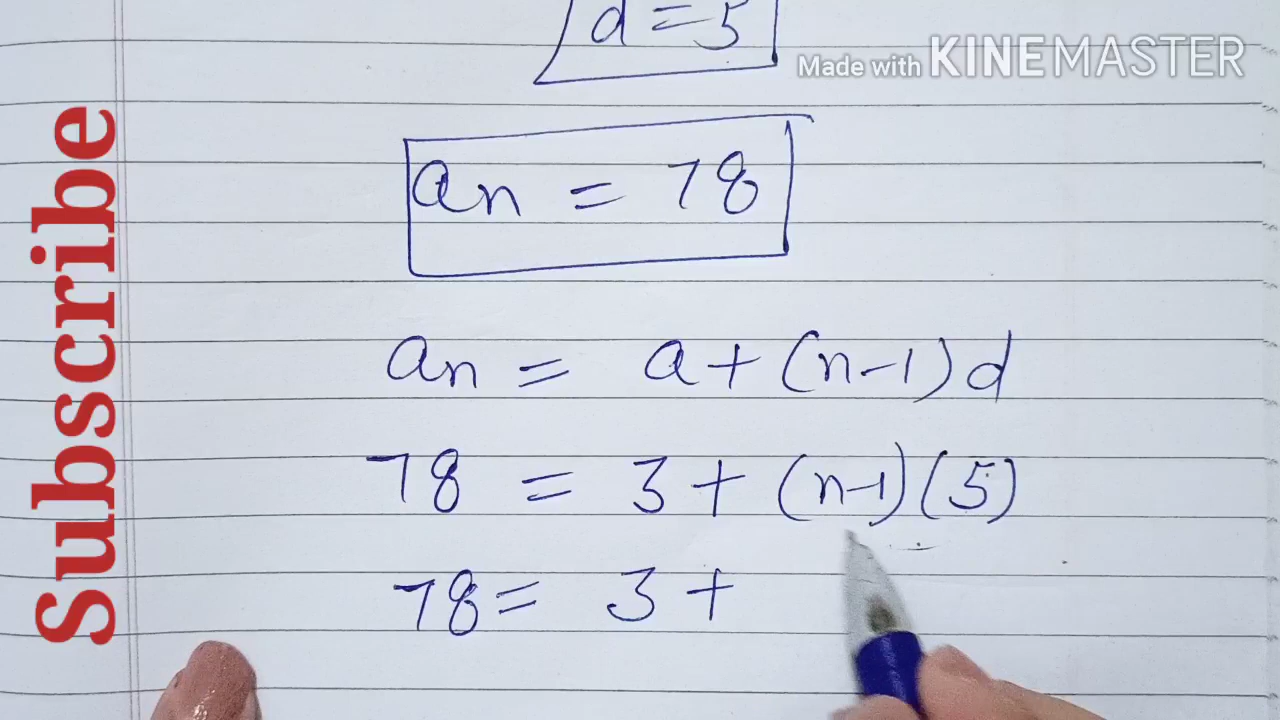 d = 5
Made with KINEMASTER
Subscribe
an = 78
an = a + (n-1)d
78 = 3 + (n-1)(5)
78 = 3 +